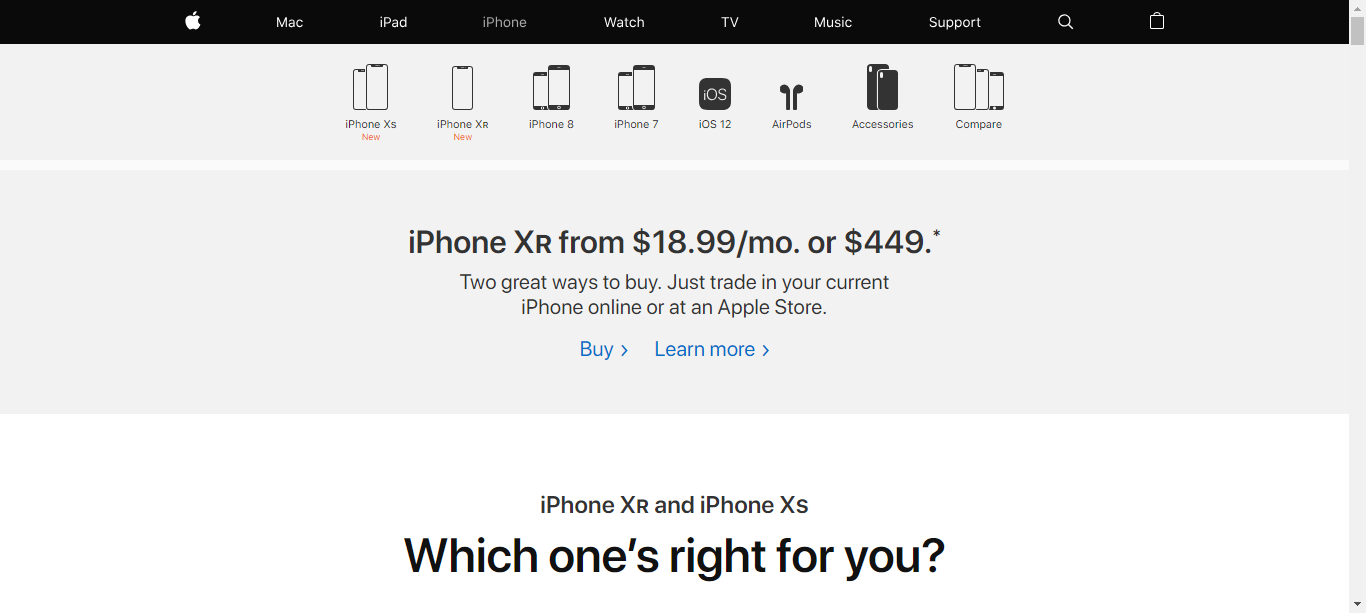 Mac iPad iPhone Watch TV Music Support
iPhone Xs iPhone XR iPhone 8 iPhone 7 iOS iOS 12 AirPods Accessories Compare
New New
iPhone XR from $18.99/mo. or $449.*
Two great ways to buy. Just trade in your current
iPhone online or at an Apple Store.
Buy > Learn more >
iPhone XR and iPhone Xs
Which one’s right for you?